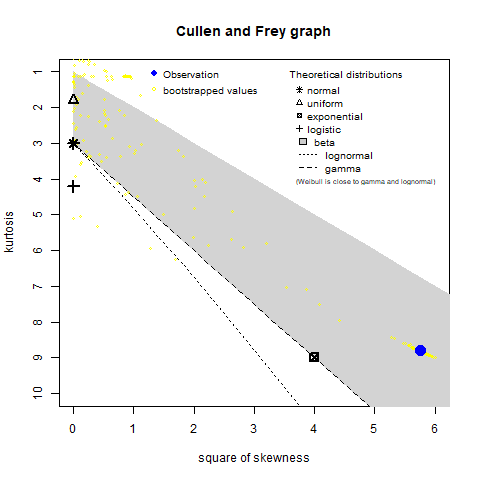 Cullen and Frey graph
Observation
bootstrapped values
Theoretical distributions
normal
uniform
exponential
logistic
beta
lognormal
gamma
(Weibull is close to gamma and lognormal)
kurtosis
1
2
3
4
5
6
7
8
9
10
0 1 2 3 4 5 6
square of skewness